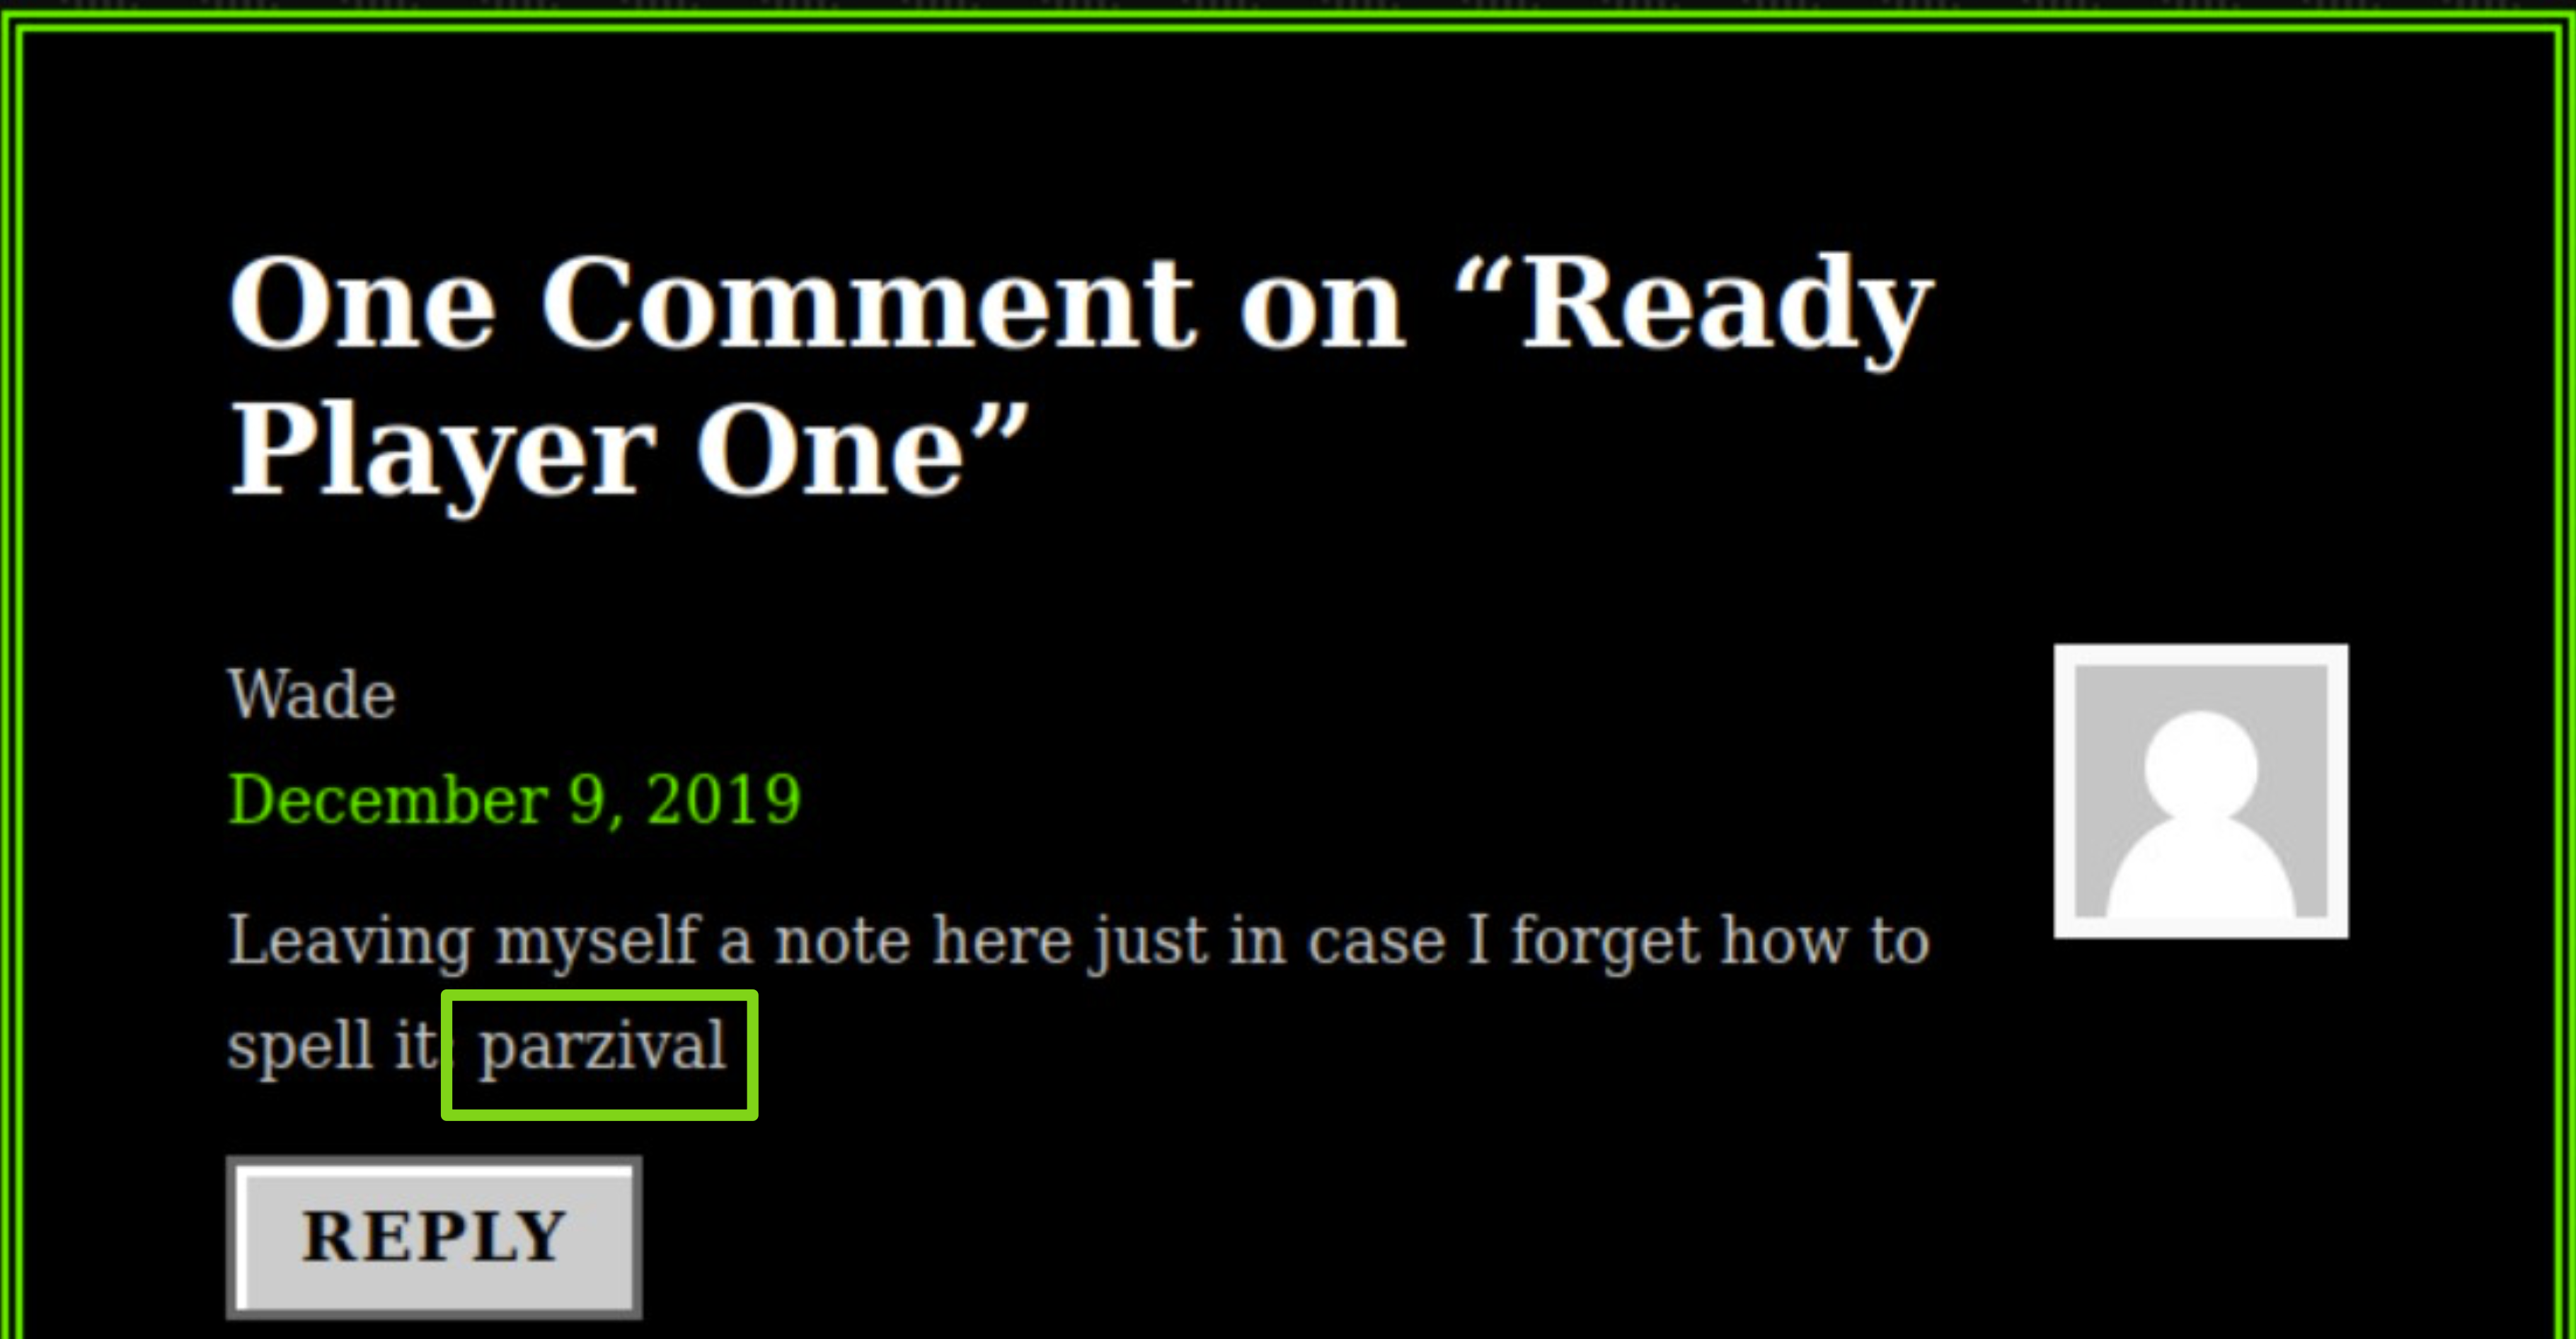 One Comment on “Ready
Player One”
Wade
December 9, 2019
Leaving myself a note here just in case I forget how to
spell it: parzival
REPLY